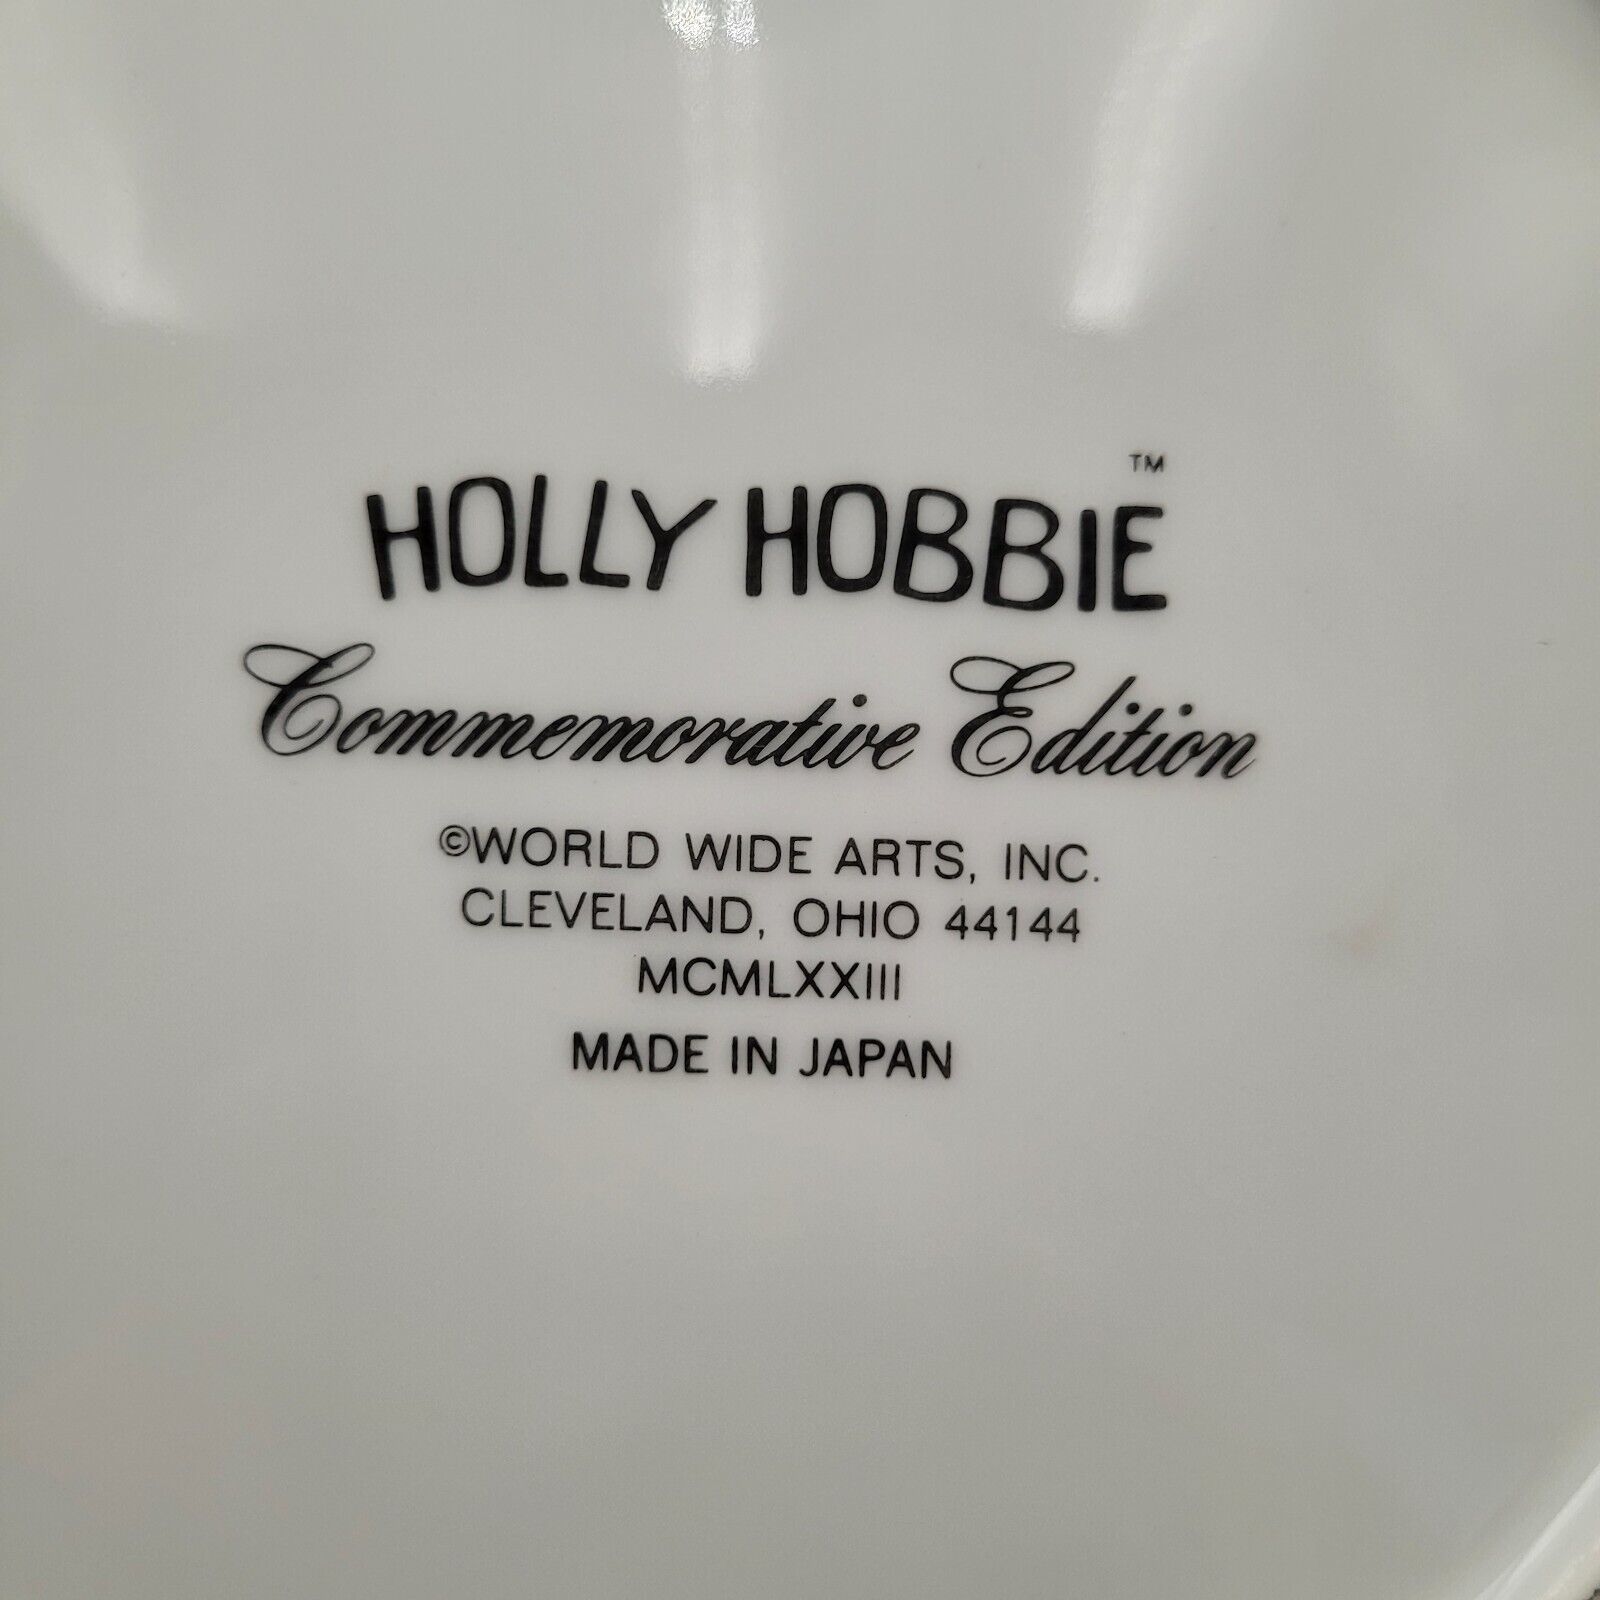 HOLLY HOBBIE™
Commemorative Edition
©WORLD WIDE ARTS, INC.
CLEVELAND, OHIO 44144
MCMLXXIII
MADE IN JAPAN